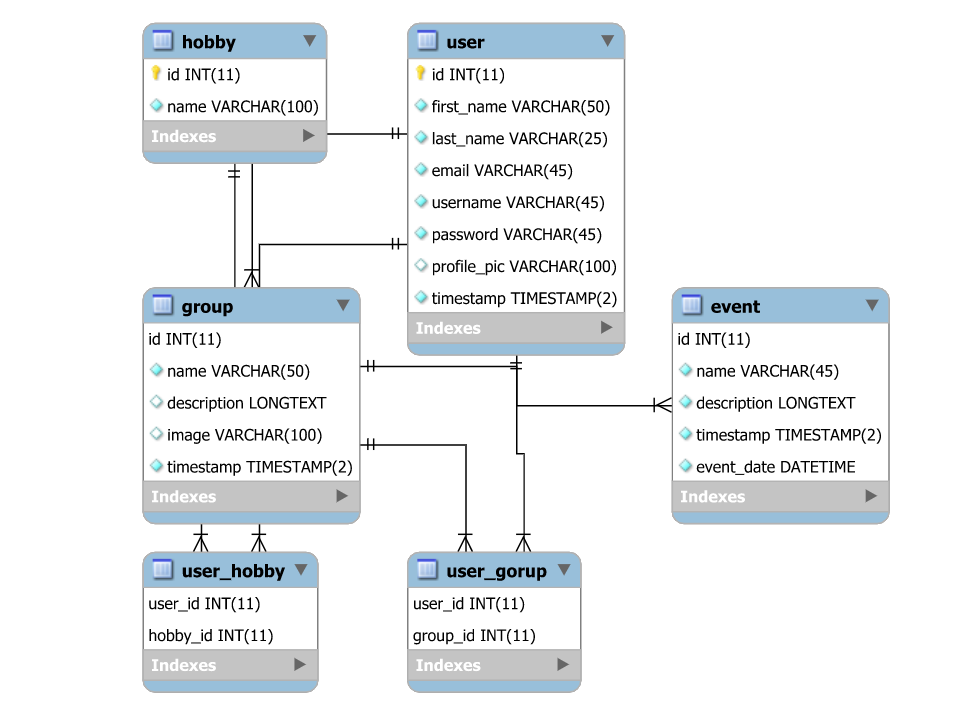 hobby
id INT(11)
name VARCHAR(100)
Indexes
user
id INT(11)
first_name VARCHAR(50)
last_name VARCHAR(25)
email VARCHAR(45)
username VARCHAR(45)
password VARCHAR(45)
profile_pic VARCHAR(100)
timestamp TIMESTAMP(2)
Indexes
group
id INT(11)
name VARCHAR(50)
description LONGTEXT
image VARCHAR(100)
timestamp TIMESTAMP(2)
Indexes
event
id INT(11)
name VARCHAR(45)
description LONGTEXT
timestamp TIMESTAMP(2)
event_date DATETIME
Indexes
user_hobby
user_id INT(11)
hobby_id INT(11)
Indexes
user_gorup
user_id INT(11)
group_id INT(11)
Indexes